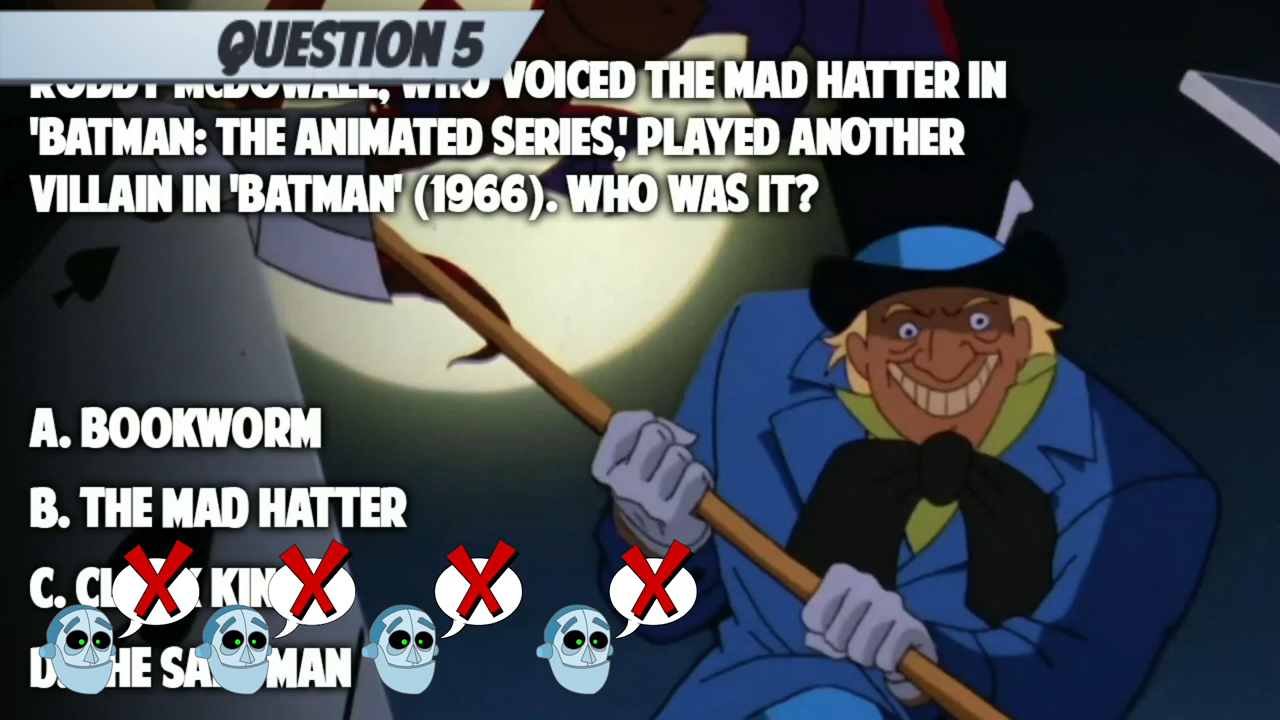 QUESTION 5
VOICED THE MAD HATTER IN
'BATMAN: THE ANIMATED SERIES,' PLAYED ANOTHER
VILLAIN IN 'BATMAN' (1966). WHO WAS IT?
A. BOOKWORM
B. THE MAD HATTER
C.
D. MAN